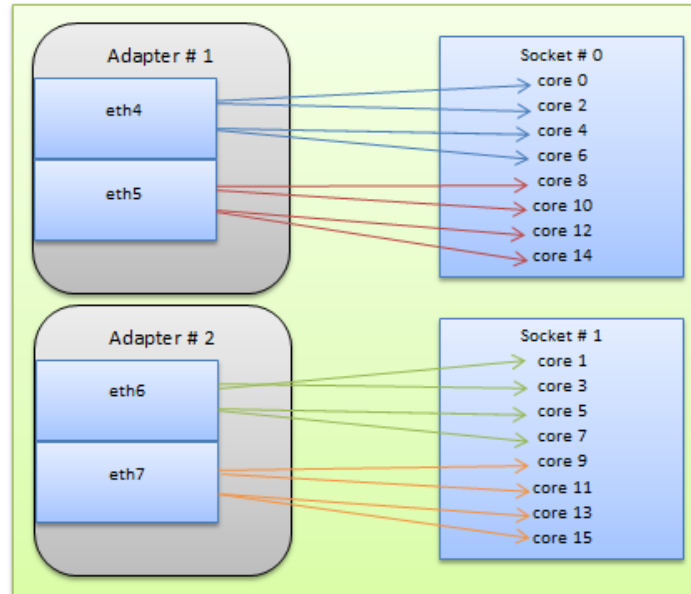 Adapter # 1
eth4
eth5
Socket # 0
core 0
core 2
core 4
core 6
core 8
core 10
core 12
core 14
Adapter # 2
eth6
eth7
Socket # 1
core 1
core 3
core 5
core 7
core 9
core 11
core 13
core 15